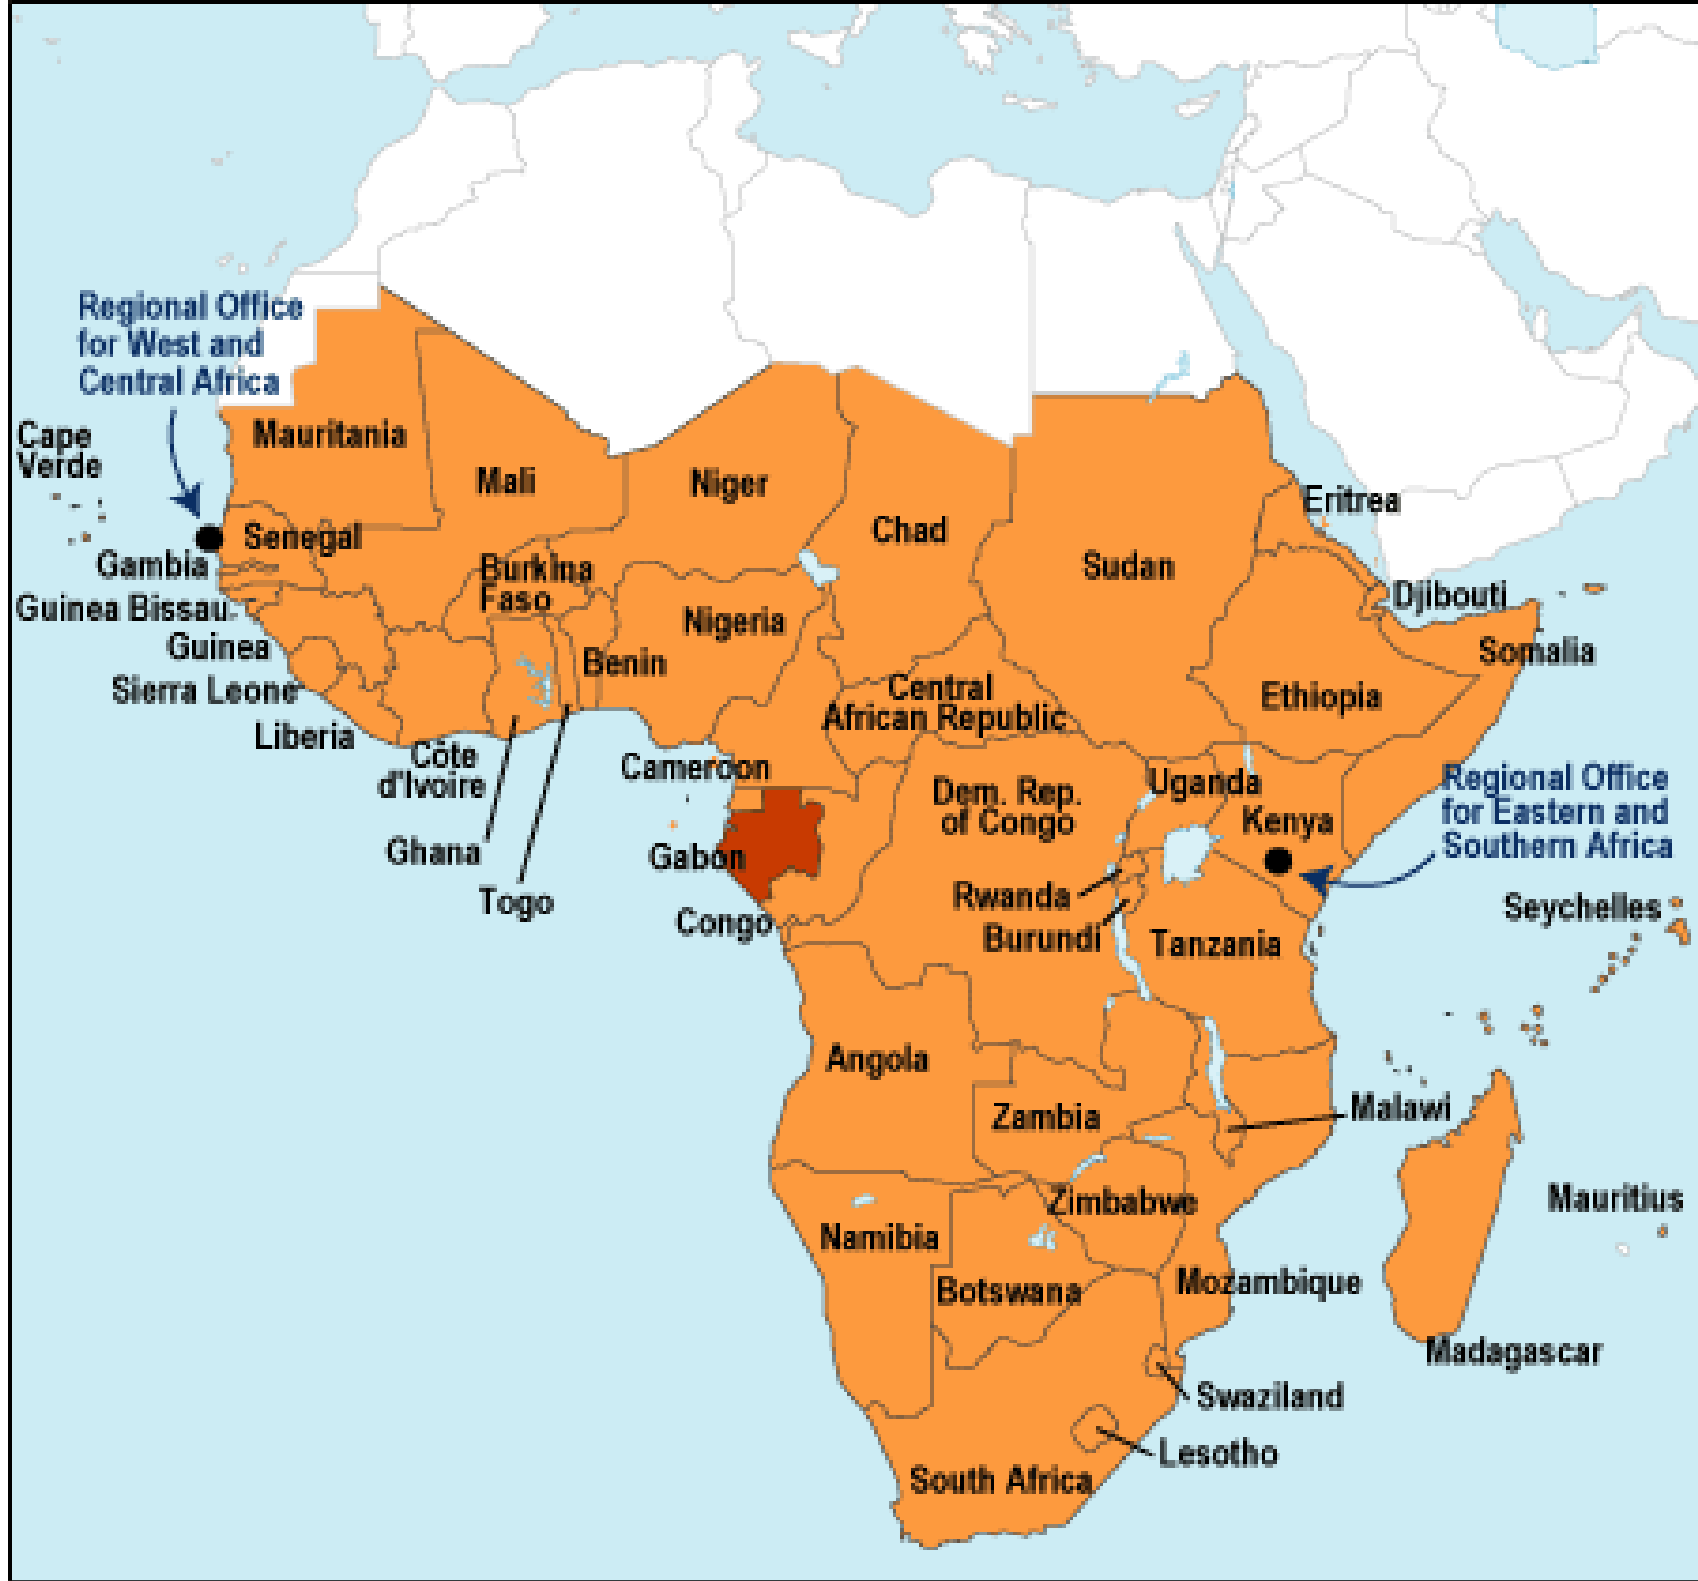 Regional Office
for West and
Central Africa
Cape
Verde
Mauritania
Mali
Niger
Chad
Sudan
Eritrea
Senegal
Gambia
Guinea Bissau
Guinea
Sierra Leone
Liberia
Côte
d'Ivoire
Burkina
Faso
Ghana
Togo
Benin
Nigeria
Cameroon
Central
African Republic
Djibouti
Somalia
Ethiopia
Uganda
Kenya
Regional Office
for Eastern and
Southern Africa
Dem. Rep.
of Congo
Gabon
Congo
Rwanda
Burundi
Tanzania
Seychelles
Angola
Zambia
Malawi
Zimbabwe
Mauritius
Namibia
Botswana
Mozambique
Madagascar
Swaziland
Lesotho
South Africa